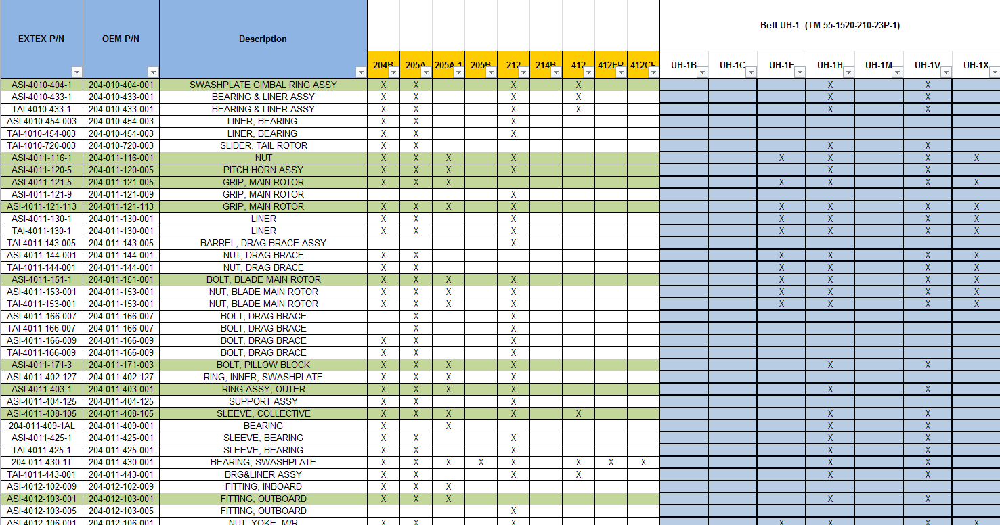 Bell UH-1 (TM 55-1520-210-23P-1)
EXTEX P/N OEM P/N Description
204B 205A 205A 1 205B 212 214B 412 412EP 412CF UH-1B UH-1C UH-1E UH-1H UH-1M UH-1V UH-1X
ASI-4010-404-1 204-010-404-001 SWASHPLATE GIMBAL RING ASSY X X X X X X
ASI-4010-433-1 204-010-433-001 BEARING & LINER ASSY X X X X X X
TAI-4010-433-1 204-010-433-001 BEARING & LINER ASSY X X X X X X
ASI-4010-454-003 204-010-454-003 LINER, BEARING X X X
TAI-4010-454-003 204-010-454-003 LINER, BEARING X X X
TAI-4010-720-003 204-010-720-003 SLIDER, TAIL ROTOR X X X X
ASI-4011-116-1 204-011-116-001 NUT X X X X X X X X
ASI-4011-120-5 204-011-120-005 PITCH HORN ASSY X X X X X X
ASI-4011-121-5 204-011-121-005 GRIP, MAIN ROTOR X X X X X X X
ASI-4011-121-9 204-011-121-009 GRIP, MAIN ROTOR X
ASI-4011-121-113 204-011-121-113 GRIP, MAIN ROTOR X X X X X X X X
ASI-4011-130-1 204-011-130-001 LINER X X X X X X X
TAI-4011-130-1 204-011-130-001 LINER X X X X X X X
TAI-4011-143-005 204-011-143-005 BARREL, DRAG BRACE ASSY X
ASI-4011-144-001 204-011-144-001 NUT, DRAG BRACE X X X X X X
TAI-4011-144-001 204-011-144-001 NUT, DRAG BRACE X X X X X X
ASI-4011-151-1 204-011-151-001 BOLT, BLADE MAIN ROTOR X X X X X X X X
ASI-4011-153-001 204-011-153-001 NUT, BLADE MAIN ROTOR X X X X X X X X
TAI-4011-153-001 204-011-153-001 NUT, BLADE MAIN ROTOR X X X X X X X X
ASI-4011-166-007 204-011-166-007 BOLT, DRAG BRACE X X
TAI-4011-166-007 204-011-166-007 BOLT, DRAG BRACE X X
ASI-4011-166-009 204-011-166-009 BOLT, DRAG BRACE X X X
TAI-4011-166-009 204-011-166-009 BOLT, DRAG BRACE X X X
ASI-4011-171-3 204-011-171-003 BOLT, PILLOW BLOCK X X X X X X
ASI-4011-402-127 204-011-402-127 RING, INNER, SWASHPLATE X X X X
ASI-4011-403-1 204-011-403-001 RING ASSY, OUTER X X X X X X
ASI-4011-404-125 204-011-404-125 SUPPORT ASSY X X X
ASI-4011-408-105 204-011-408-105 SLEEVE, COLLECTIVE X X X X X X X
204-011-409-1AL 204-011-409-001 BEARING X X X X
ASI-4011-425-1 204-011-425-001 SLEEVE, BEARING X X X X X
TAI-4011-425-1 204-011-425-001 SLEEVE, BEARING X X X X X
204-011-430-1T 204-011-430-001 BEARING, SWASHPLATE X X X X X X X X X X
TAI-4011-443-001 204-011-443-001 BRG&LINER ASSY X X X X X X
ASI-4012-102-009 204-012-102-009 FITTING, INBOARD X X X
ASI-4012-103-001 204-012-103-001 FITTING, OUTBOARD X X X X X
ASI-4012-103-005 204-012-103-005 FITTING, OUTBOARD X
ASI-4012-106-001 204-012-106-001 NUT, YOKE, M/R X X X X X X X